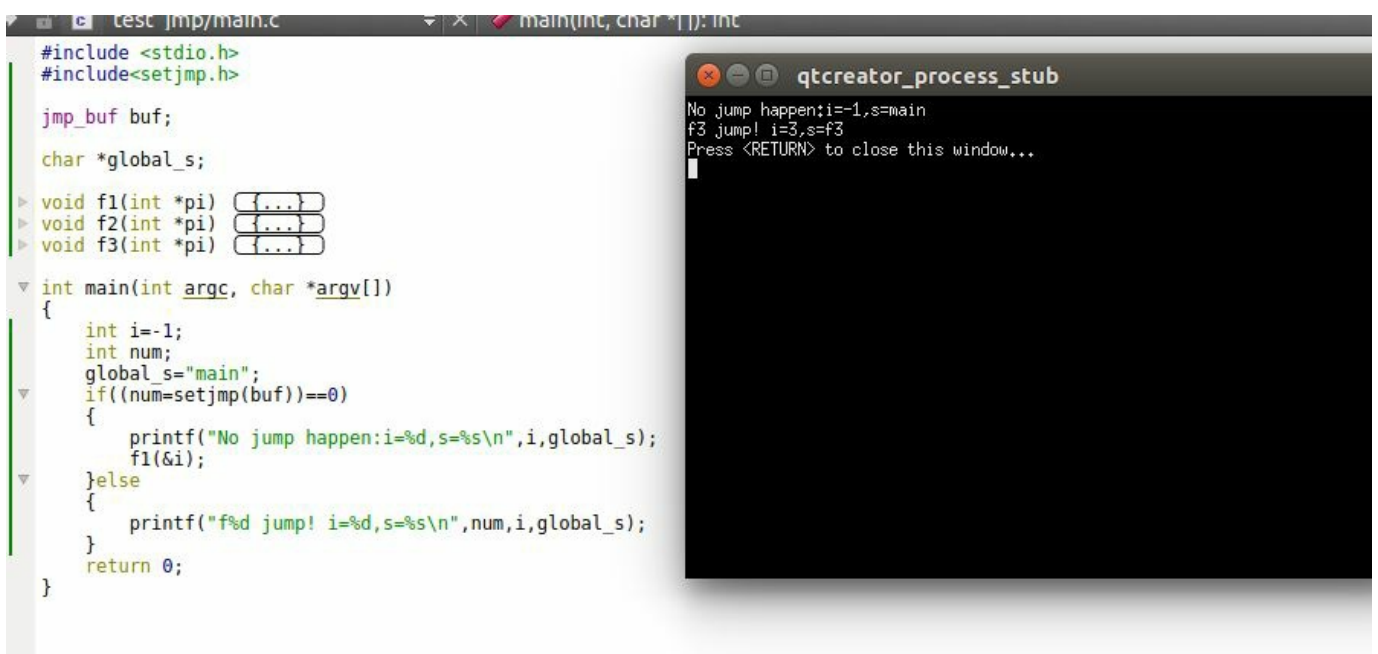 test_jmp/main.c
main(int, char *[]): int
#include <stdio.h>
#include<setjmp.h>
jmp_buf buf;
char *global_s;
void f1(int *pi) {...}
void f2(int *pi) {...}
void f3(int *pi) {...}
int main(int argc, char *argv[])
{
int i=-1;
int num;
global_s="main";
if((num=setjmp(buf))==0)
{
printf("No jump happen:i=%d,s=%s\n",i,global_s);
f1(&i);
}else
{
printf("f%d jump! i=%d,s=%s\n",num,i,global_s);
}
return 0;
}
qtcreator_process_stub
No jump happen:i=-1,s=main
f3 jump! i=3,s=f3
Press <RETURN> to close this window...